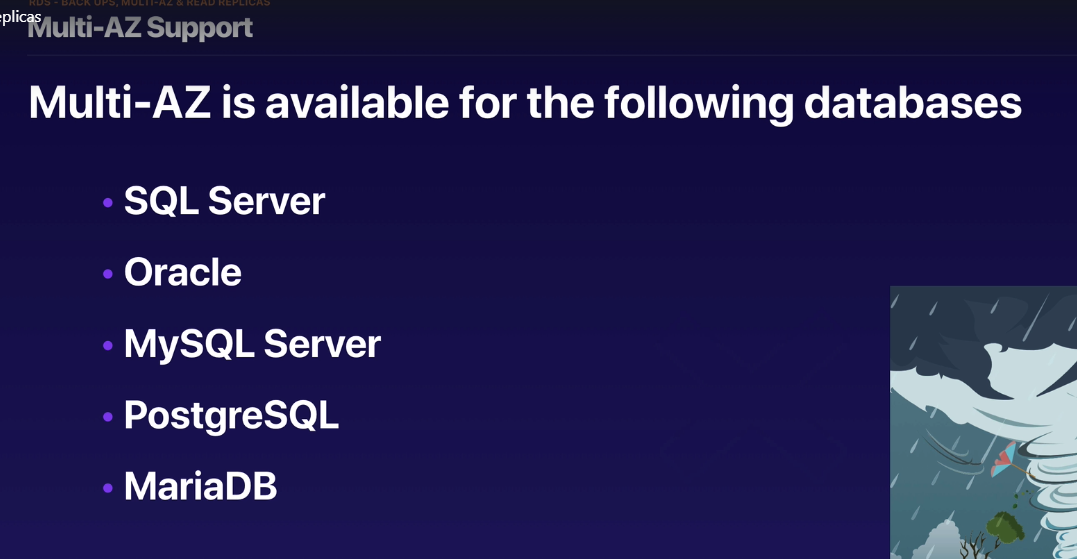 RDS - BACK UPS, MULTI-AZ & READ REPLICAS
eplicas
Multi-AZ Support
Multi-AZ is available for the following databases
• SQL Server
• Oracle
• MySQL Server
• PostgreSQL
• MariaDB